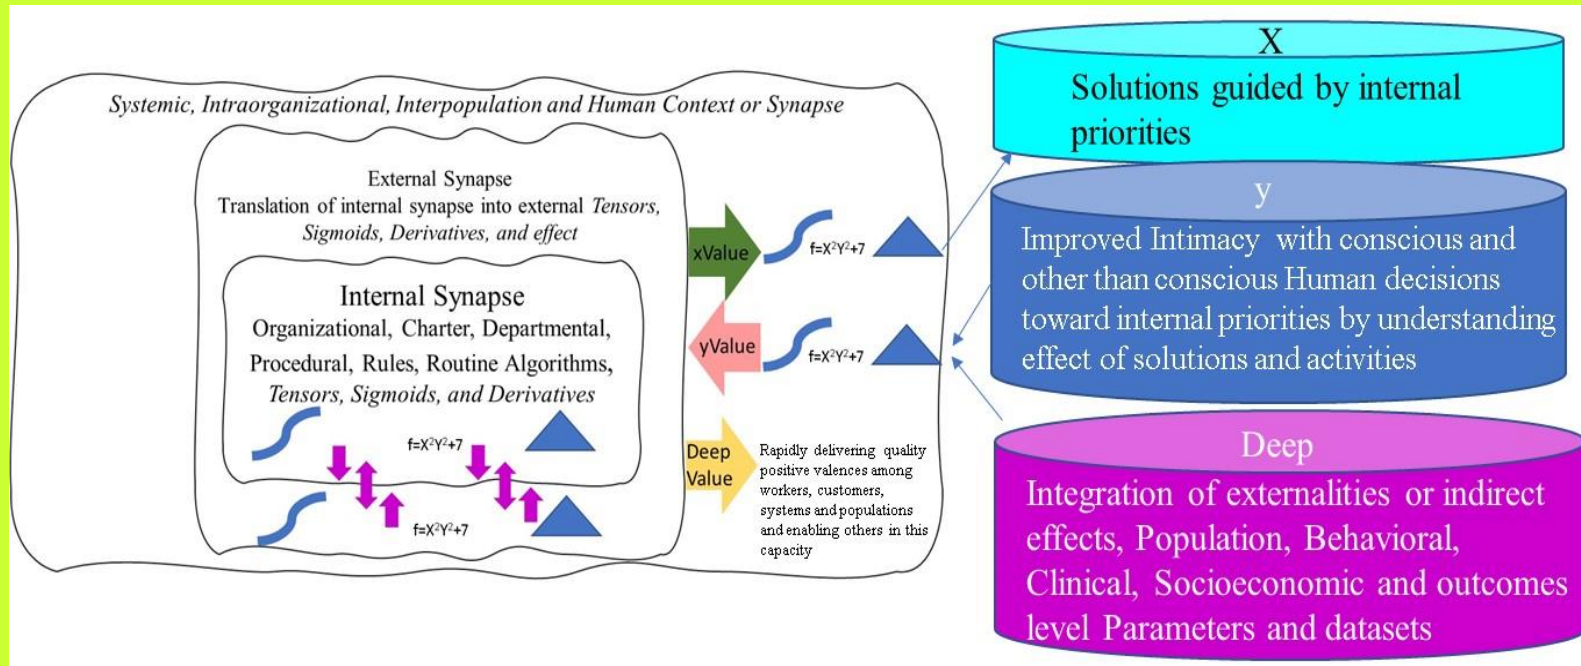 Systemic, Intraorganizational, Interpopulation and Human Context or Synapse
External Synapse
Translation of internal synapse into external Tensors,
Sigmoids, Derivatives, and effect
Internal Synapse
Organizational, Charter, Departmental,
Procedural, Rules, Routine Algorithms,
Tensors, Sigmoids, and Derivatives
f=X²Y²+7
f=X²Y²+7
xValue
f=X²Y²+7
yValue
f=X²Y²+7
Deep
Value
Rapidly delivering quality
positive valences among
workers, customers,
systems and populations
and enabling others in this
capacity
X
Solutions guided by internal
priorities
y
Improved Intimacy with conscious and
other than conscious Human decisions
toward internal priorities by understanding
effect of solutions and activities
Deep
Integration of externalities or indirect
effects, Population, Behavioral,
Clinical, Socioeconomic and outcomes
level Parameters and datasets